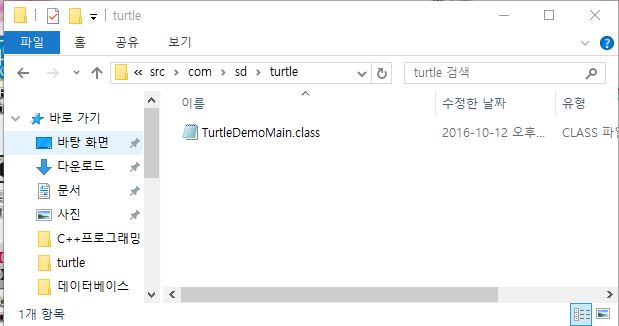 turtle
파일 홈 공유 보기
« src > com > sd > turtle turtle 검색
이름 수정한 날짜 유형
바로 가기
TurtleDemoMain.class 2016-10-12 오후... CLASS 파일
바탕 화면
다운로드
문서
사진
C++프로그래밍
turtle
데이터베이스
1개 항목